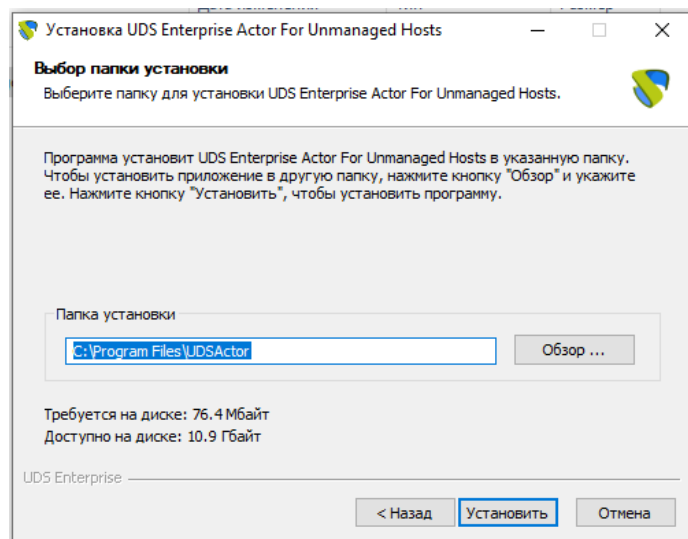 Установка UDS Enterprise Actor For Unmanaged Hosts
Выбор папки установки
Выберите папку для установки UDS Enterprise Actor For Unmanaged Hosts.
Программа установит UDS Enterprise Actor For Unmanaged Hosts в указанную папку.
Чтобы установить приложение в другую папку, нажмите кнопку "Обзор" и укажите
ее. Нажмите кнопку "Установить", чтобы установить программу.
Папка установки
C:\Program Files\UDSActor
Обзор ...
Требуется на диске: 76.4 Мбайт
Доступно на диске: 10.9 Гбайт
UDS Enterprise
< Назад
Установить
Отмена